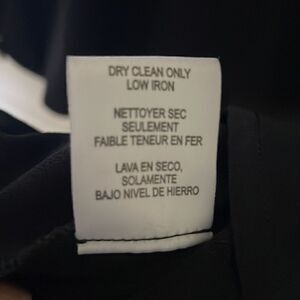 DRY CLEAN ONLY
LOW IRON
NETTOYER SEC
SEULEMENT
FAIBLE TENEUR EN FER
LAVA EN SECO,
SOLAMENTE
BAJO NIVEL DE HIERRO